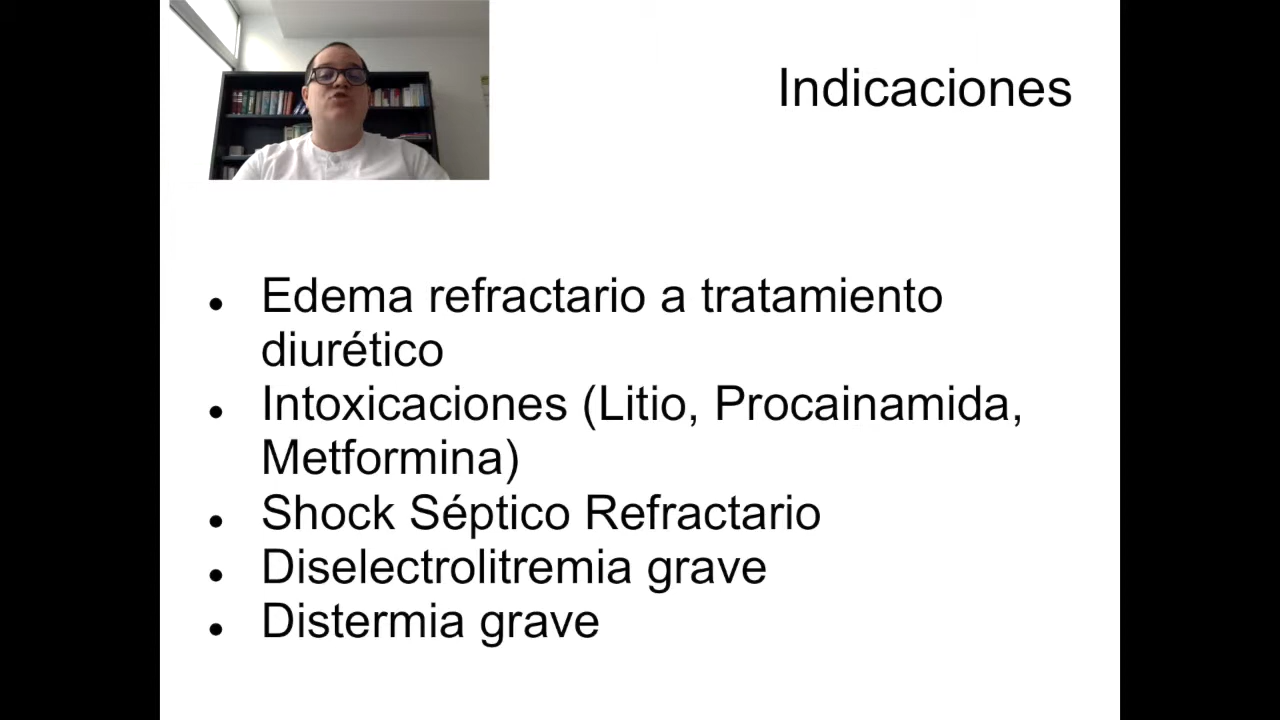 Indicaciones
● Edema refractario a tratamiento
diurético
● Intoxicaciones (Litio, Procainamida,
Metformina)
● Shock Séptico Refractario
● Diselectrolitremia grave
● Distermia grave